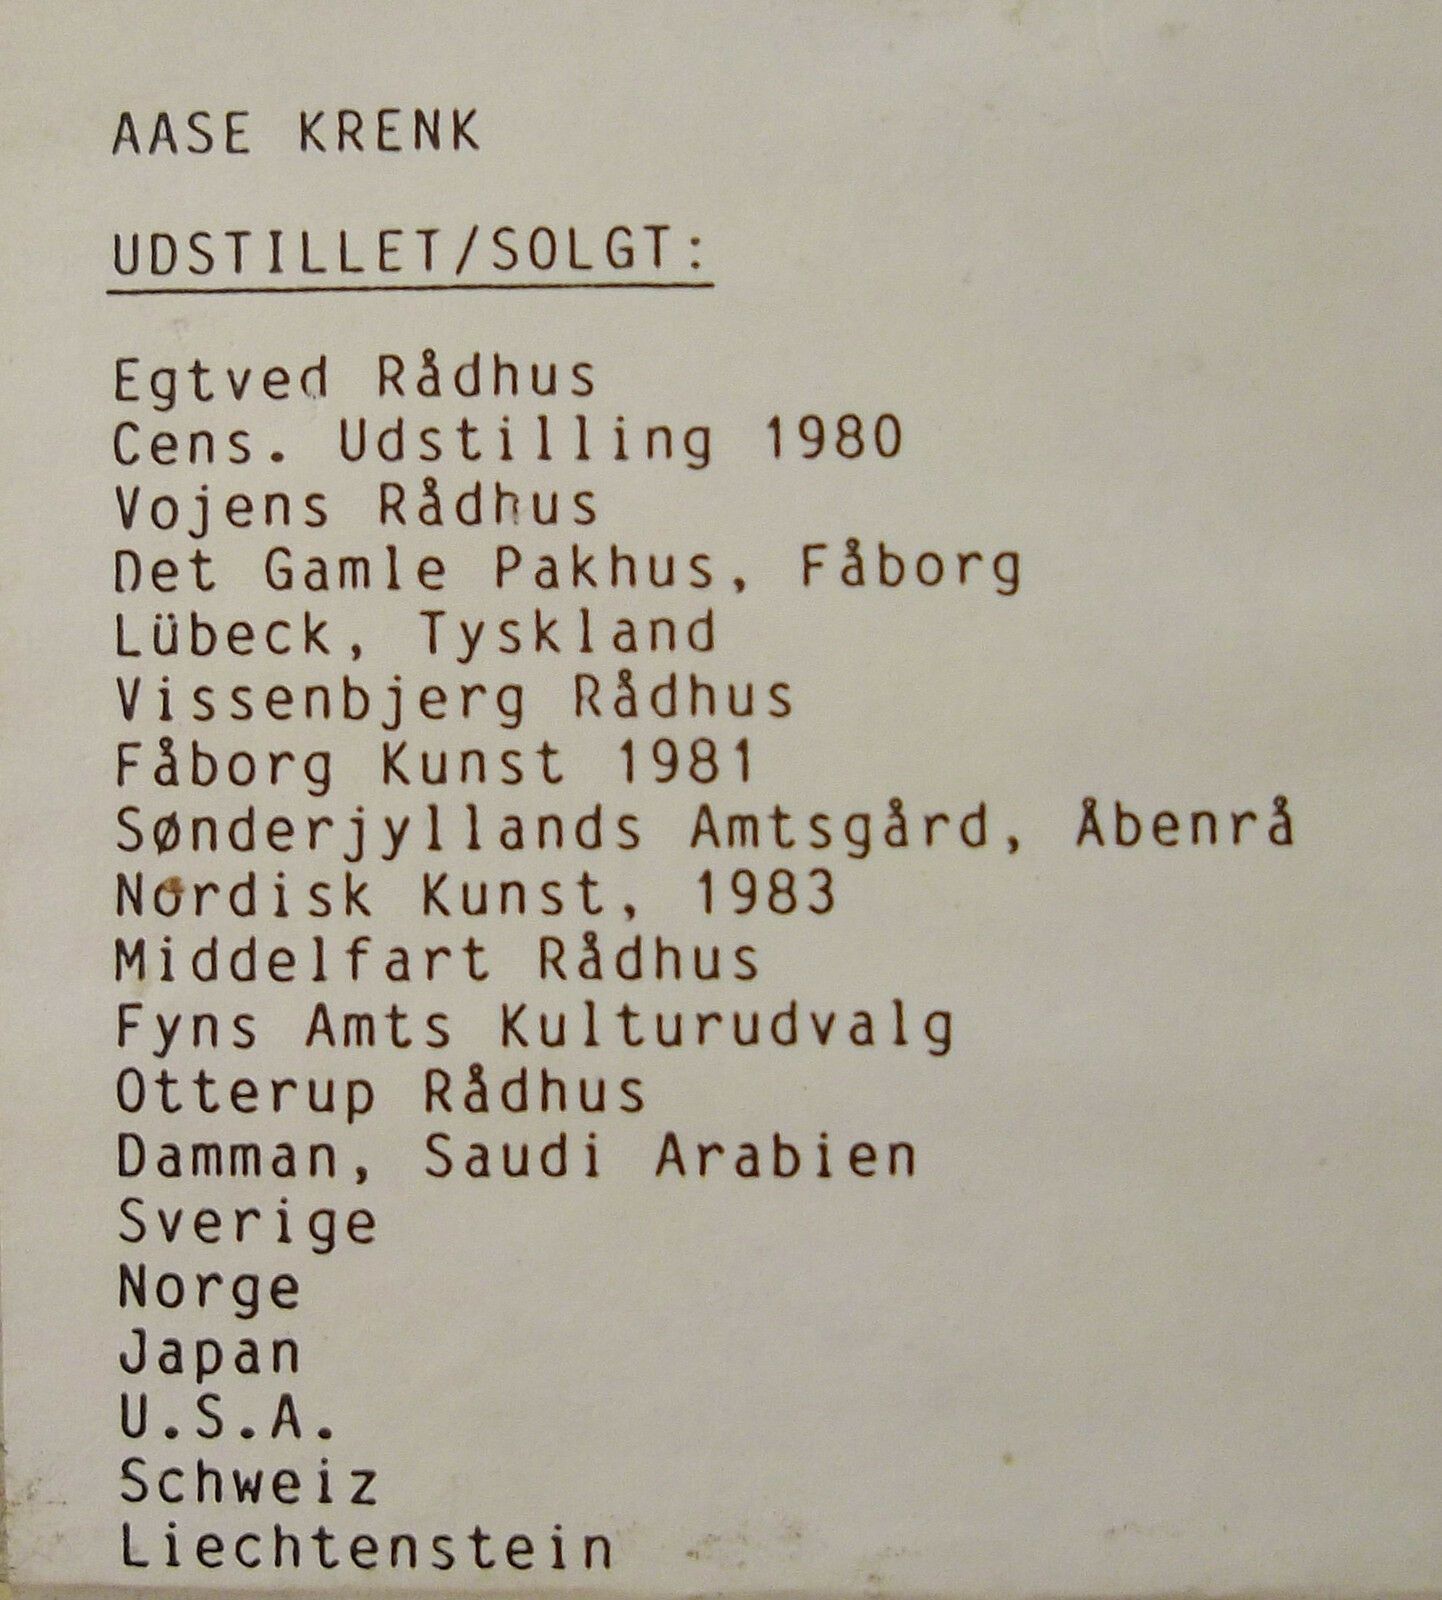 AASE KRENK
UDSTILLET/SOLGT:
Egtved Rådhus
Cens. Udstilling 1980
Vojens Rådhus
Det Gamle Pakhus, Fåborg
Lübeck, Tyskland
Vissenbjerg Rådhus
Fåborg Kunst 1981
Sønderjyllands Amtsgård, Åbenrå
Nordisk Kunst, 1983
Middelfart Rådhus
Fyns Amts Kulturudvalg
Otterup Rådhus
Damman, Saudi Arabien
Sverige
Norge
Japan
U.S.A.
Schweiz
Liechtenstein